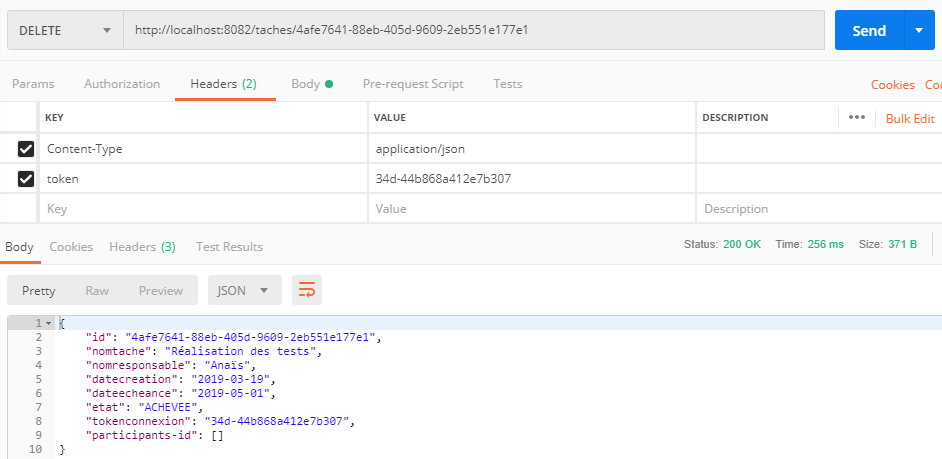 DELETE http://localhost:8082/taches/4afe7641-88eb-405d-9609-2eb551e177e1 Send
Params Authorization Headers (2) Body Pre-request Script Tests Cookies Co
KEY VALUE DESCRIPTION ••• Bulk Edit
Content-Type application/json
token 34d-44b868a412e7b307
Key Value Description
Body Cookies Headers (3) Test Results Status: 200 OK Time: 256 ms Size: 371 B
Pretty Raw Preview JSON
1 {
2 "id": "4afe7641-88eb-405d-9609-2eb551e177e1",
3 "nomtache": "Réalisation des tests",
4 "nomresponsable": "Anaïs",
5 "datecreation": "2019-03-19",
6 "dateecheance": "2019-05-01",
7 "etat": "ACHEVEE",
8 "tokenconnexion": "34d-44b868a412e7b307",
9 "participants-id": []
10 }